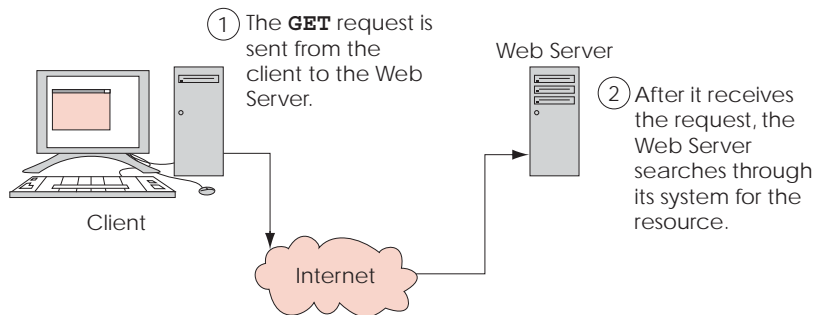 1 The GET request is
sent from the
client to the Web
Server.
Web Server
2 After it receives
the request, the
Web Server
searches through
its system for the
resource.
Client
Internet